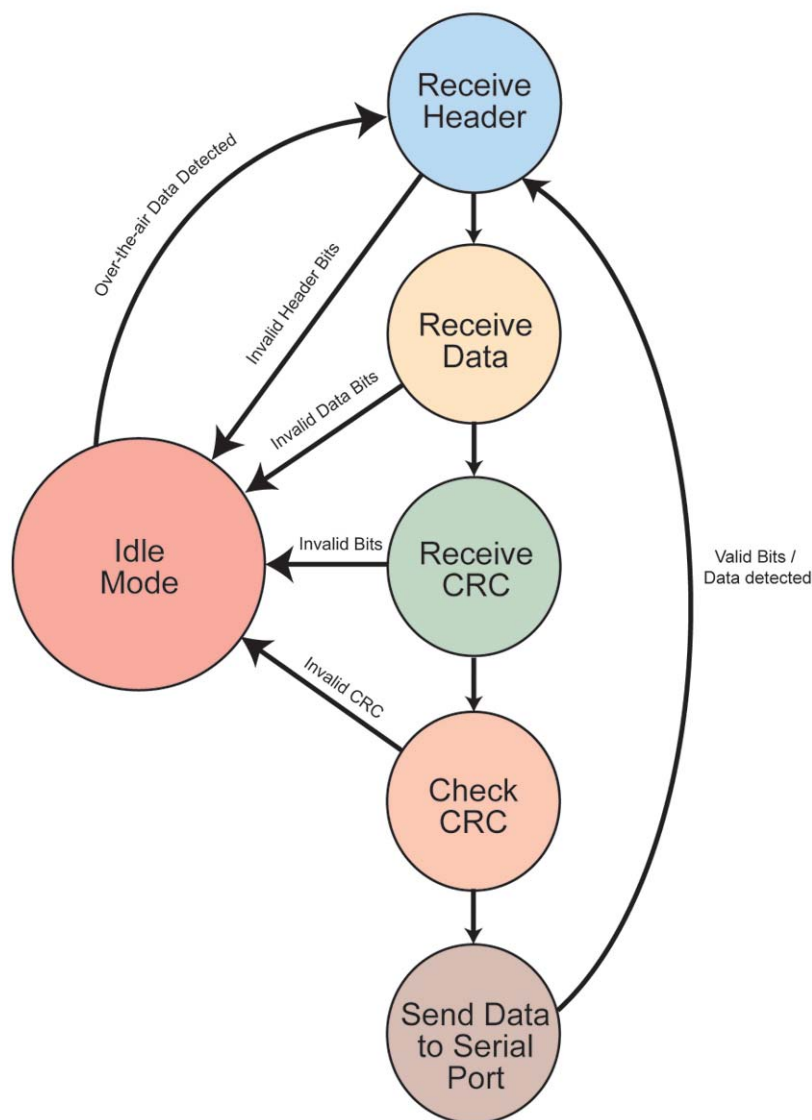 Receive
Header
Over-the-air Data Detected
Invalid Header Bits
Receive
Data
Invalid Data Bits
Idle
Mode
Invalid Bits
Receive
CRC
Valid Bits /
Data detected
Invalid CRC
Check
CRC
Send Data
to Serial
Port